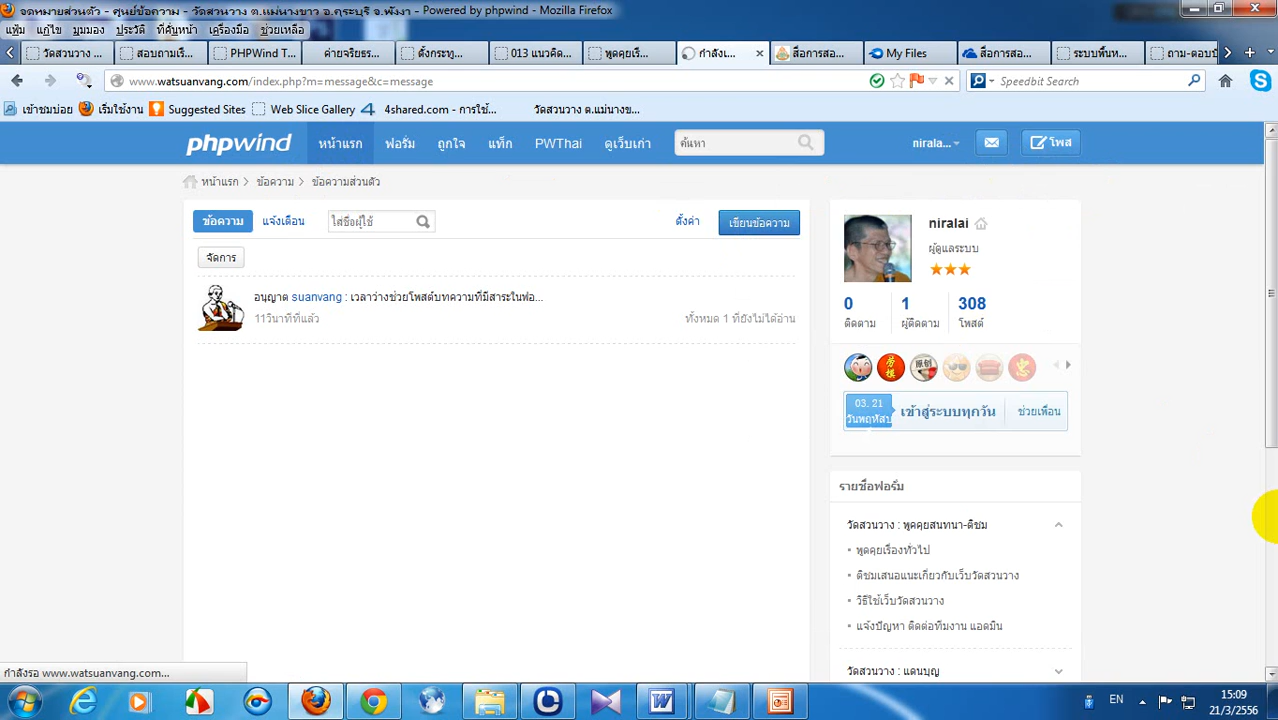 จดหมายส่วนตัว - ศูนย์ข้อความ - วัดสวนวาง ต.แม่นางขาว อ.คุระบุรี จ.พังงา - Powered by phpwind - Mozilla Firefox
แฟ้ม แก้ไข มุมมอง ประวัติ ที่คั่นหน้า เครื่องมือ ช่วยเหลือ
วัดสวนวาง ... สอบถามเรื... PHPWind T... ค่ายจริยธร... ตั้งกระทู... 013 แนวคิด... พูดคุยเรื่... กำลังเ... สื่อการสอ... My Files สื่อการสอ... ระบบพื้นห... ถาม-ตอบปั
www.watsuanvang.com/index.php?m=message&c=message Speedbit Search
เข้าชมบ่อย เริ่มใช้งาน Suggested Sites Web Slice Gallery 4shared.com - การใช้... วัดสวนวาง ต.แม่นางข...
phpwind หน้าแรก ฟอรั่ม ถูกใจ แท็ก PWThai ดูเว็บเก่า ค้นหา nirala... โพส
หน้าแรก ข้อความ ข้อความส่วนตัว
ข้อความ แจ้งเตือน ใส่ชื่อผู้ใช้ ตั้งค่า เขียนข้อความ
จัดการ
อนุญาต suanvang : เวลาว่างช่วยโพสต์บทความที่มีสาระในฟอ...
11วินาทีที่แล้ว ทั้งหมด 1 ที่ยังไม่ได้อ่าน
niralai
ผู้ดูแลระบบ
0 1 308
ติดตาม ผู้ติดตาม โพสต์
03. 21
วันพฤหัสบ เข้าสู่ระบบทุกวัน ช่วยเพื่อน
รายชื่อฟอรั่ม
วัดสวนวาง : พูดคุยสนทนา-ติชม
พูดคุยเรื่องทั่วไป
ติชมเสนอแนะเกี่ยวกับเว็บวัดสวนวาง
วิธีใช้เว็บวัดสวนวาง
แจ้งปัญหา ติดต่อทีมงาน แอดมิน
วัดสวนวาง : แดนบุญ
กำลังรอ www.watsuanvang.com...
EN 15:09
21/3/2556